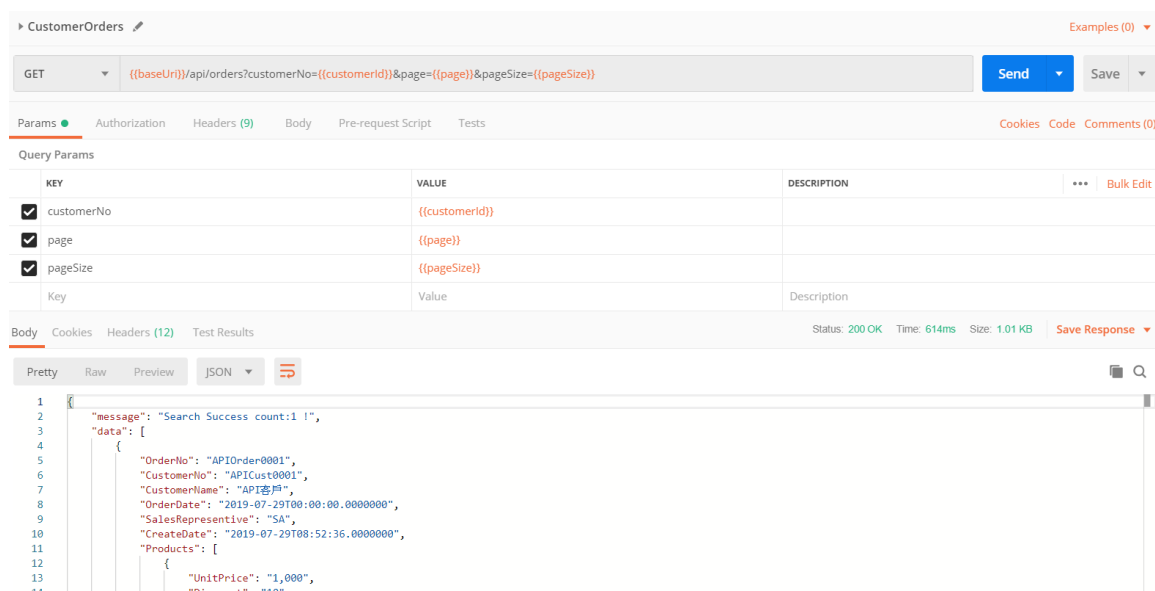 CustomerOrders
Examples (0)
GET {{baseUri}}/api/orders?customerNo={{customerId}}&page={{page}}&pageSize={{pageSize}} Send Save
Params Authorization Headers (9) Body Pre-request Script Tests Cookies Code Comments (0)
Query Params
KEY VALUE DESCRIPTION ••• Bulk Edit
customerNo {{customerId}}
page {{page}}
pageSize {{pageSize}}
Key Value Description
Body Cookies Headers (12) Test Results Status: 200 OK Time: 614ms Size: 1.01 KB Save Response
Pretty Raw Preview JSON
1 {
2 "message": "Search Success count:1 !",
3 "data": [
4 {
5 "OrderNo": "APIOrder0001",
6 "CustomerNo": "APICust0001",
7 "CustomerName": "API客戶",
8 "OrderDate": "2019-07-29T00:00:00.0000000",
9 "SalesRepresentive": "SA",
10 "CreateDate": "2019-07-29T08:52:36.0000000",
11 "Products": [
12 {
13 "UnitPrice": "1,000",